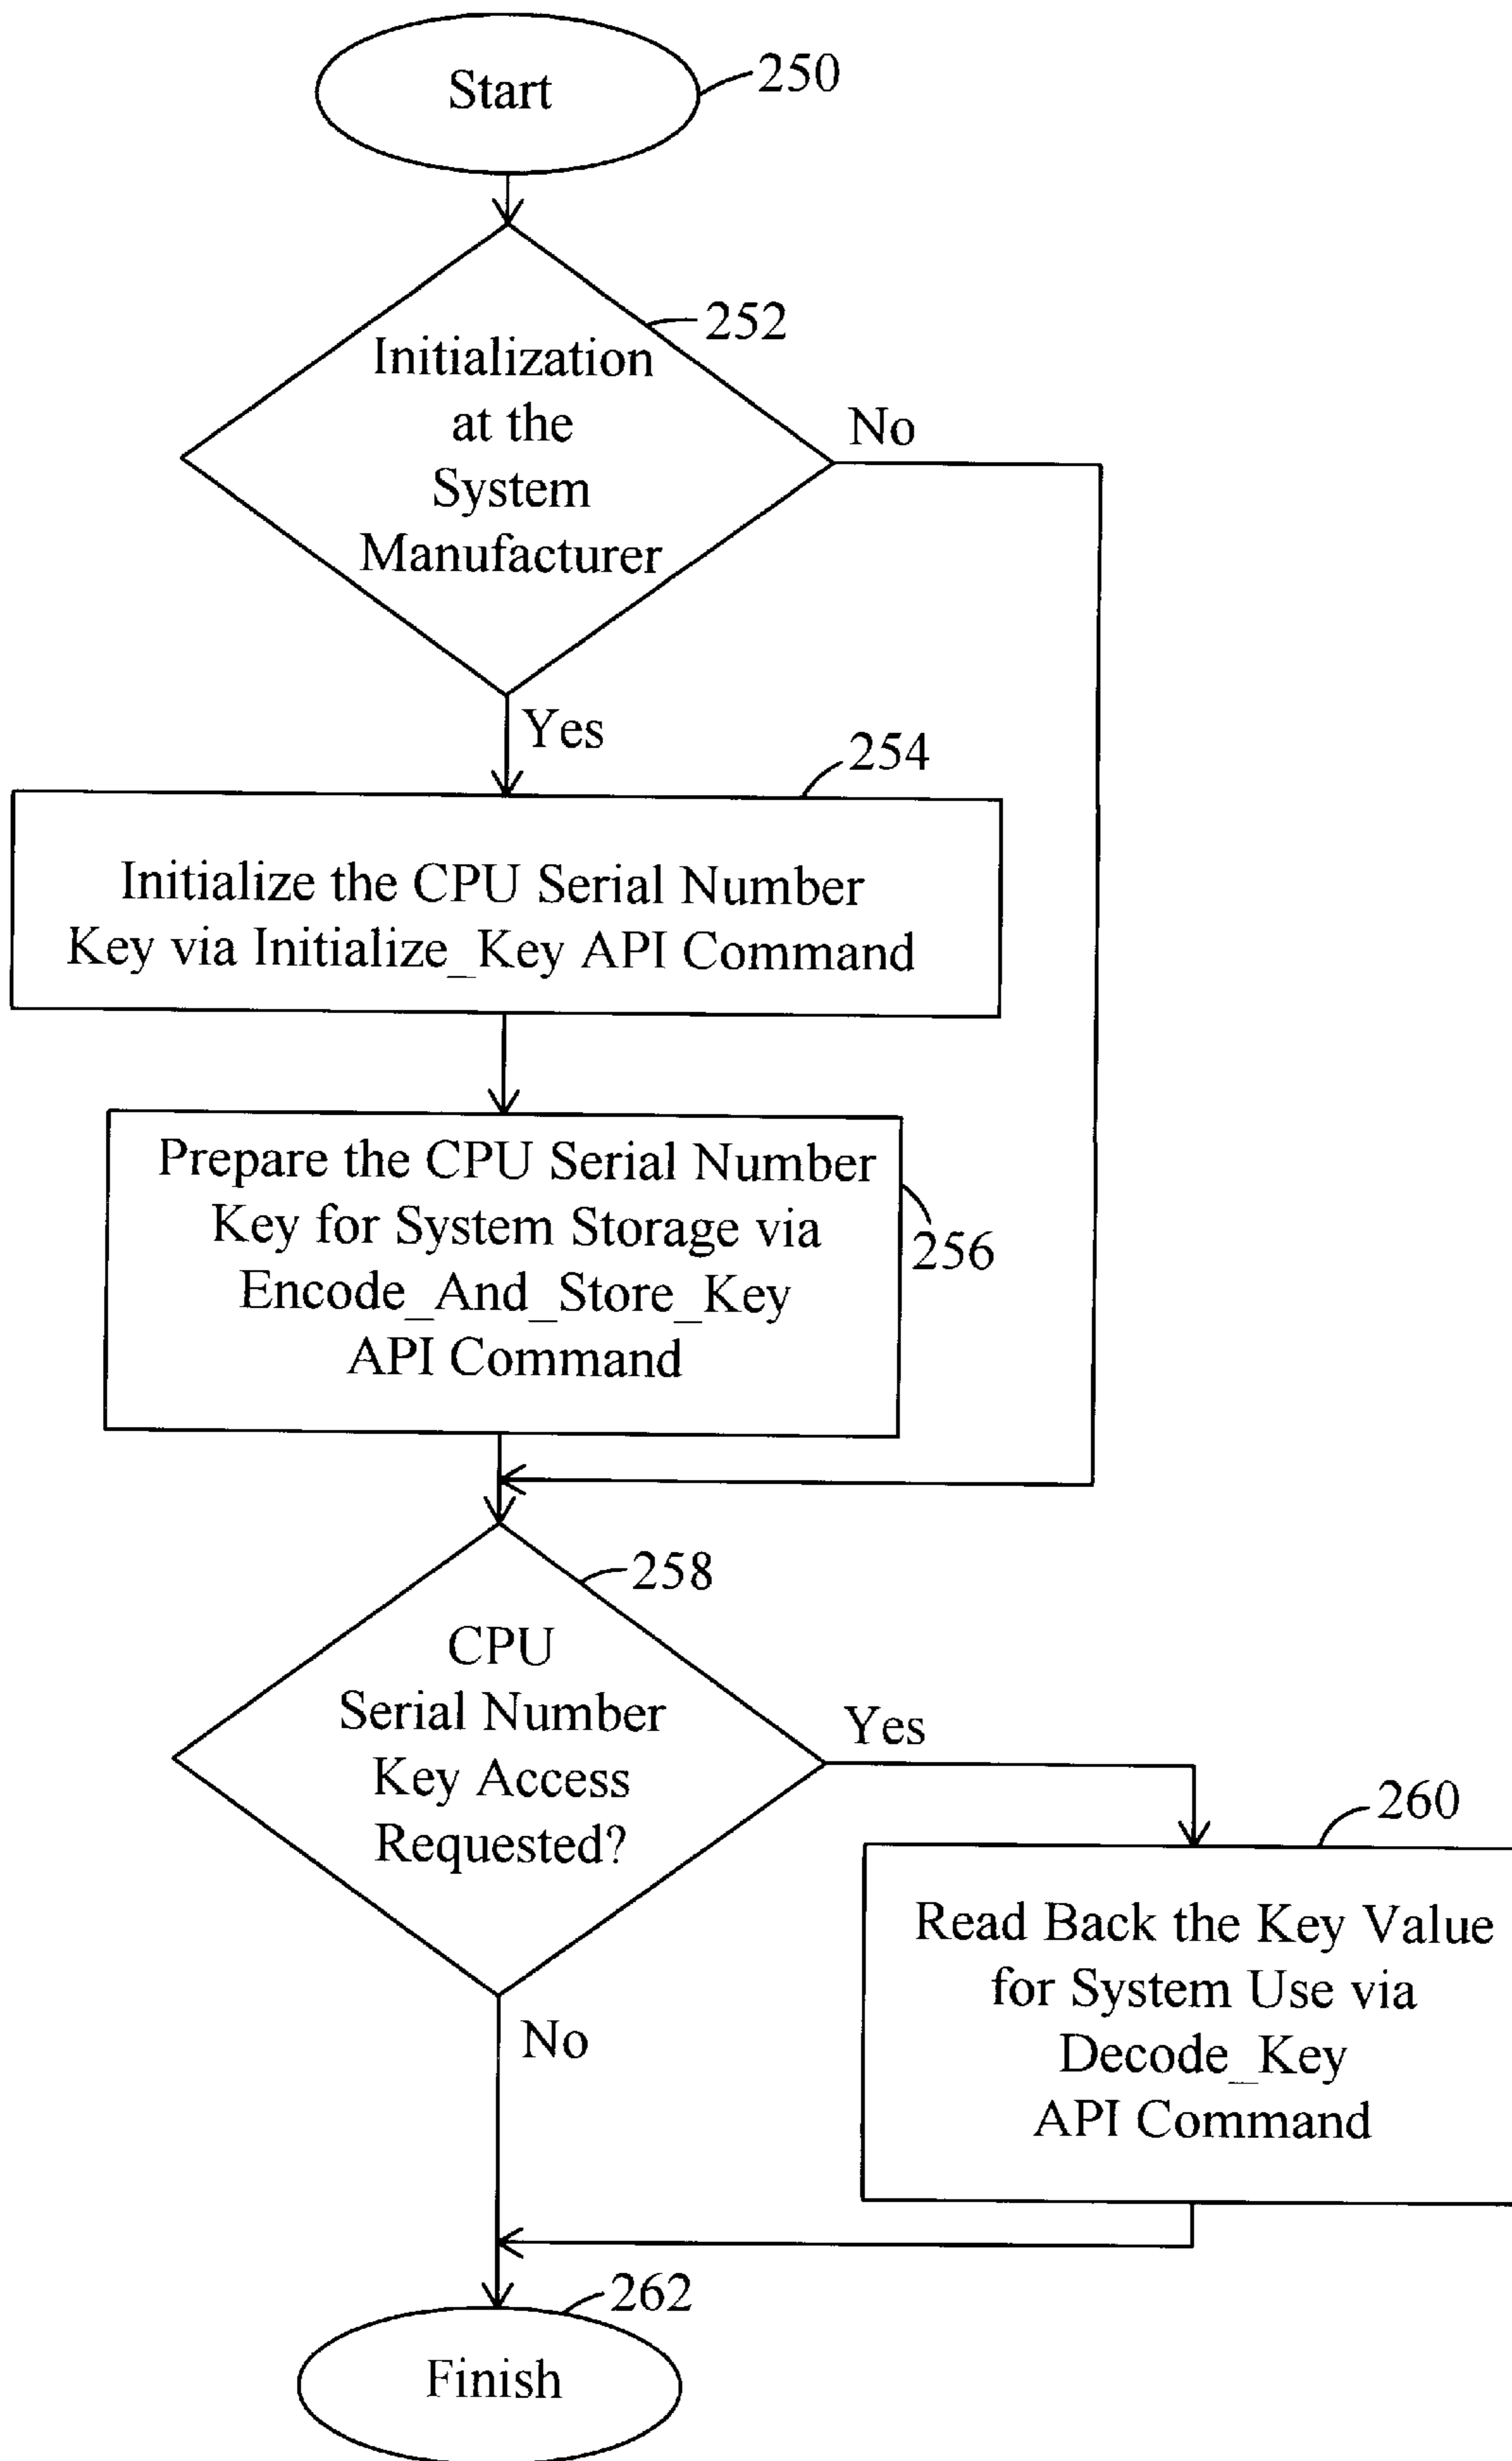 Start
250
252
Initialization
at the
System
Manufacturer
No
Yes
254
Initialize the CPU Serial Number
Key via Initialize_Key API Command
Prepare the CPU Serial Number
Key for System Storage via
Encode_And_Store_Key
API Command
256
258
CPU
Serial Number
Key Access
Requested?
Yes
260
Read Back the Key Value
for System Use via
Decode_Key
API Command
No
262
Finish